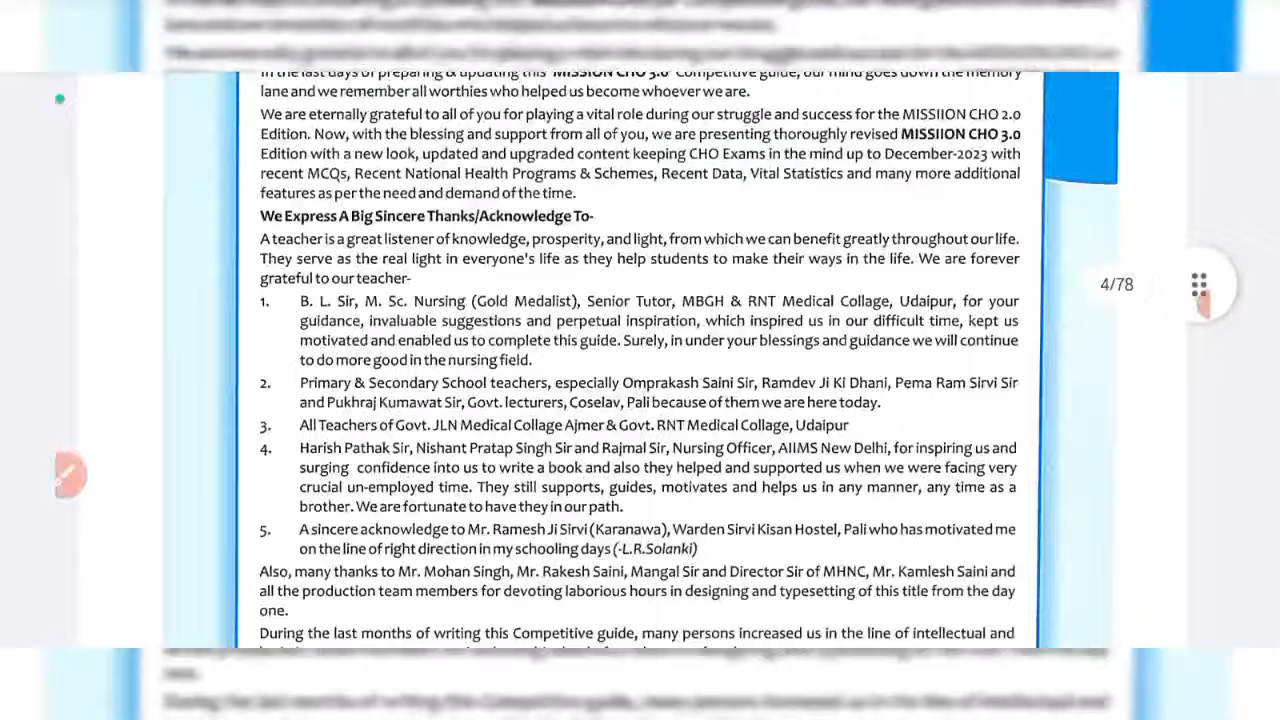 In the last days of preparing & updating this 'MISSION CHO 3.0' Competitive guide, our mind goes down the memory
lane and we remember all worthies who helped us become whoever we are.
We are eternally grateful to all of you for playing a vital role during our struggle and success for the MISSIION CHO 2.0
Edition. Now, with the blessing and support from all of you, we are presenting thoroughly revised MISSIION CHO 3.0
Edition with a new look, updated and upgraded content keeping CHO Exams in the mind up to December-2023 with
recent MCQs, Recent National Health Programs & Schemes, Recent Data, Vital Statistics and many more additional
features as per the need and demand of the time.
We Express A Big Sincere Thanks/Acknowledge To-
A teacher is a great listener of knowledge, prosperity, and light, from which we can benefit greatly throughout our life.
They serve as the real light in everyone's life as they help students to make their ways in the life. We are forever
grateful to our teacher-
4/78
1. B. L. Sir, M. Sc. Nursing (Gold Medalist), Senior Tutor, MBGH & RNT Medical Collage, Udaipur, for your
guidance, invaluable suggestions and perpetual inspiration, which inspired us in our difficult time, kept us
motivated and enabled us to complete this guide. Surely, in under your blessings and guidance we will continue
to do more good in the nursing field.
2. Primary & Secondary School teachers, especially Omprakash Saini Sir, Ramdev Ji Ki Dhani, Pema Ram Sirvi Sir
and Pukhraj Kumawat Sir, Govt. lecturers, Coselav, Pali because of them we are here today.
3. All Teachers of Govt. JLN Medical Collage Ajmer & Govt. RNT Medical Collage, Udaipur
4. Harish Pathak Sir, Nishant Pratap Singh Sir and Rajmal Sir, Nursing Officer, AIIMS New Delhi, for inspiring us and
surging confidence into us to write a book and also they helped and supported us when we were facing very
crucial un-employed time. They still supports, guides, motivates and helps us in any manner, any time as a
brother. We are fortunate to have they in our path.
5. A sincere acknowledge to Mr. Ramesh Ji Sirvi (Karanawa), Warden Sirvi Kisan Hostel, Pali who has motivated me
on the line of right direction in my schooling days (-L.R.Solanki)
Also, many thanks to Mr. Mohan Singh, Mr. Rakesh Saini, Mangal Sir and Director Sir of MHNC, Mr. Kamlesh Saini and
all the production team members for devoting laborious hours in designing and typesetting of this title from the day
one.
During the last months of writing this Competitive guide, many persons increased us in the line of intellectual and